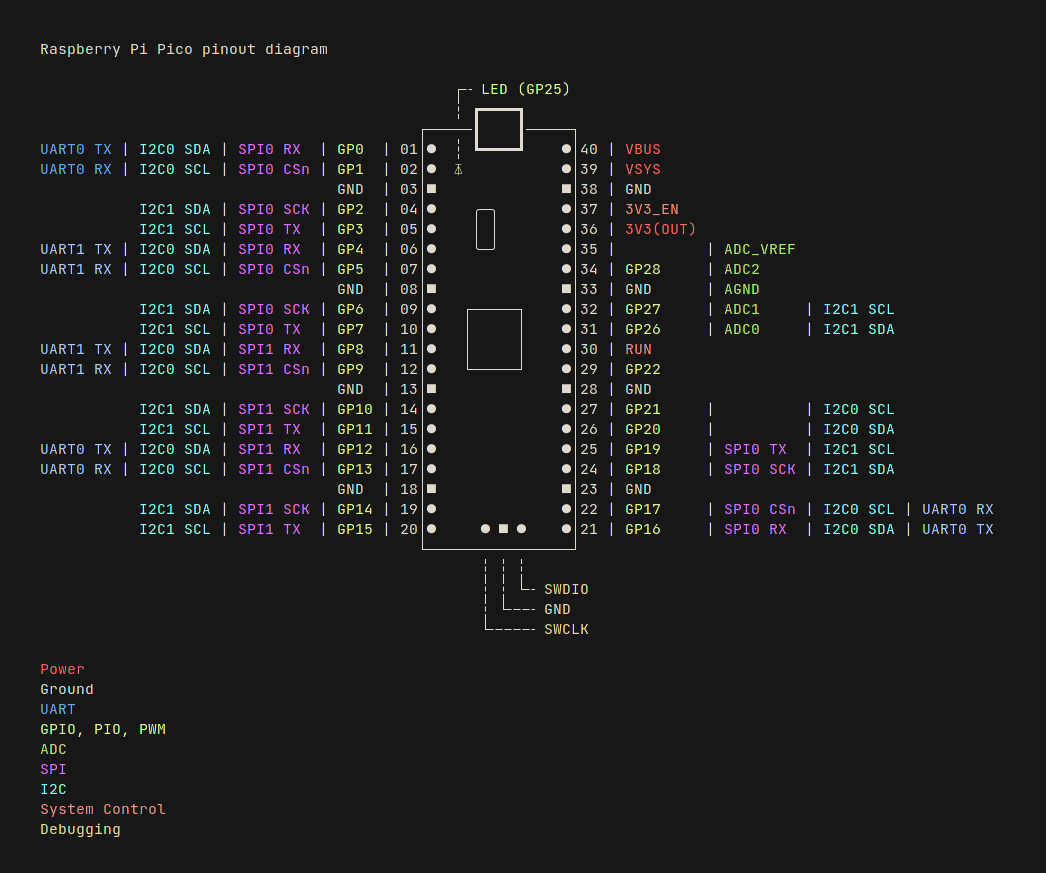 Raspberry Pi Pico pinout diagram
LED (GP25)
UART0 TX | I2C0 SDA | SPI0 RX | GP0 | 01 40 | VBUS
UART0 RX | I2C0 SCL | SPI0 CSn | GP1 | 02 39 | VSYS
GND | 03 38 | GND
I2C1 SDA | SPI0 SCK | GP2 | 04 37 | 3V3_EN
I2C1 SCL | SPI0 TX | GP3 | 05 36 | 3V3(OUT)
UART1 TX | I2C0 SDA | SPI0 RX | GP4 | 06 35 | | ADC_VREF
UART1 RX | I2C0 SCL | SPI0 CSn | GP5 | 07 34 | GP28 | ADC2
GND | 08 33 | GND | AGND
I2C1 SDA | SPI0 SCK | GP6 | 09 32 | GP27 | ADC1 | I2C1 SCL
I2C1 SCL | SPI0 TX | GP7 | 10 31 | GP26 | ADC0 | I2C1 SDA
UART1 TX | I2C0 SDA | SPI1 RX | GP8 | 11 30 | RUN
UART1 RX | I2C0 SCL | SPI1 CSn | GP9 | 12 29 | GP22
GND | 13 28 | GND
I2C1 SDA | SPI1 SCK | GP10 | 14 27 | GP21 | | I2C0 SCL
I2C1 SCL | SPI1 TX | GP11 | 15 26 | GP20 | | I2C0 SDA
UART0 TX | I2C0 SDA | SPI1 RX | GP12 | 16 25 | GP19 | SPI0 TX | I2C1 SCL
UART0 RX | I2C0 SCL | SPI1 CSn | GP13 | 17 24 | GP18 | SPI0 SCK | I2C1 SDA
GND | 18 23 | GND
I2C1 SDA | SPI1 SCK | GP14 | 19 22 | GP17 | SPI0 CSn | I2C0 SCL | UART0 RX
I2C1 SCL | SPI1 TX | GP15 | 20 21 | GP16 | SPI0 RX | I2C0 SDA | UART0 TX
SWDIO
GND
SWCLK
Power
Ground
UART
GPIO, PIO, PWM
ADC
SPI
I2C
System Control
Debugging